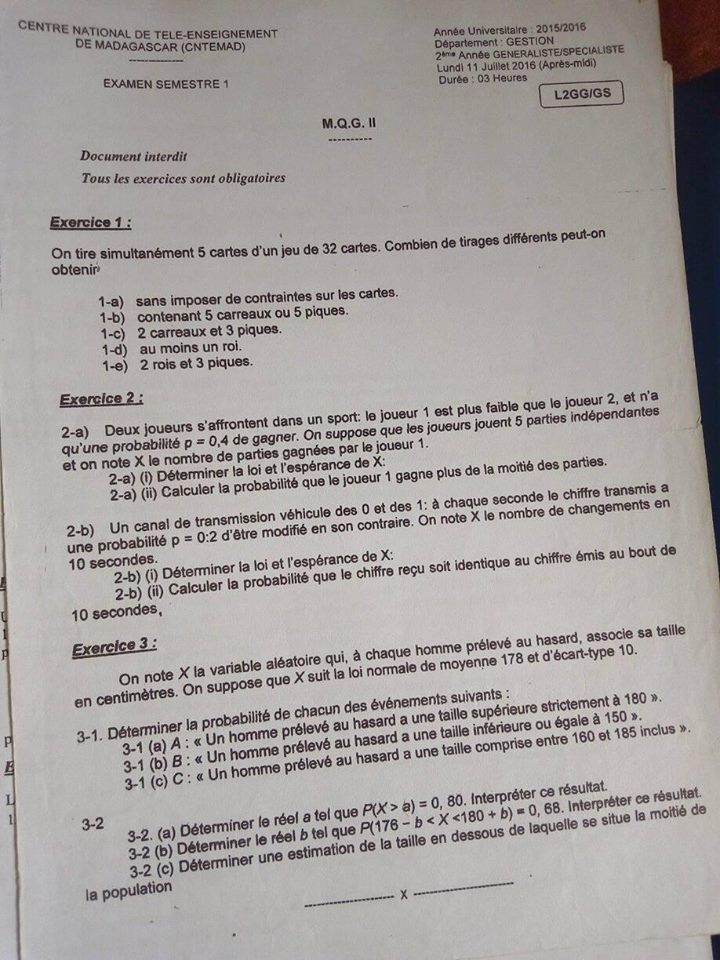 CENTRE NATIONAL DE TELE-ENSEIGNEMENT
DE MADAGASCAR (CNTEMAD)
--------------
EXAMEN SEMESTRE 1
Année Universitaire : 2015/2016
Département : GESTION
2ème Année GENERALISTE/SPECIALISTE
Lundi 11 Juillet 2016 (Après-midi)
Durée : 03 Heures
L2GG/GS
M.Q.G. II
----------
Document interdit
Tous les exercices sont obligatoires
Exercice 1 :
On tire simultanément 5 cartes d'un jeu de 32 cartes. Combien de tirages différents peut-on
obtenir
1-a) sans imposer de contraintes sur les cartes.
1-b) contenant 5 carreaux ou 5 piques.
1-c) 2 carreaux et 3 piques.
1-d) au moins un roi.
1-e) 2 rois et 3 piques.
Exercice 2 :
2-a) Deux joueurs s'affrontent dans un sport: le joueur 1 est plus faible que le joueur 2, et n'a
qu'une probabilité p = 0,4 de gagner. On suppose que les joueurs jouent 5 parties indépendantes
et on note X le nombre de parties gagnées par le joueur 1.
2-a) (i) Déterminer la loi et l'espérance de X:
2-a) (ii) Calculer la probabilité que le joueur 1 gagne plus de la moitié des parties.
2-b) Un canal de transmission véhicule des 0 et des 1: à chaque seconde le chiffre transmis a
une probabilité p = 0:2 d'être modifié en son contraire. On note X le nombre de changements en
10 secondes.
2-b) (i) Déterminer la loi et l'espérance de X:
2-b) (ii) Calculer la probabilité que le chiffre reçu soit identique au chiffre émis au bout de
10 secondes,
Exercice 3 :
On note X la variable aléatoire qui, à chaque homme prélevé au hasard, associe sa taille
en centimètres. On suppose que X suit la loi normale de moyenne 178 et d'écart-type 10.
3-1. Déterminer la probabilité de chacun des événements suivants :
3-1 (a) A : « Un homme prélevé au hasard a une taille supérieure strictement à 180 ».
3-1 (b) B : « Un homme prélevé au hasard a une taille inférieure ou égale à 150 ».
3-1 (c) C : « Un homme prélevé au hasard a une taille comprise entre 160 et 185 inclus ».
3-2
3-2. (a) Déterminer le réel a tel que P(X > a) = 0, 80. Interpréter ce résultat.
3-2 (b) Déterminer le réel b tel que P(176 – b < X <180 + b) = 0, 68. Interpréter ce résultat.
3-2 (c) Déterminer une estimation de la taille en dessous de laquelle se situe la moitié de
la population
-------------------- x --------------------